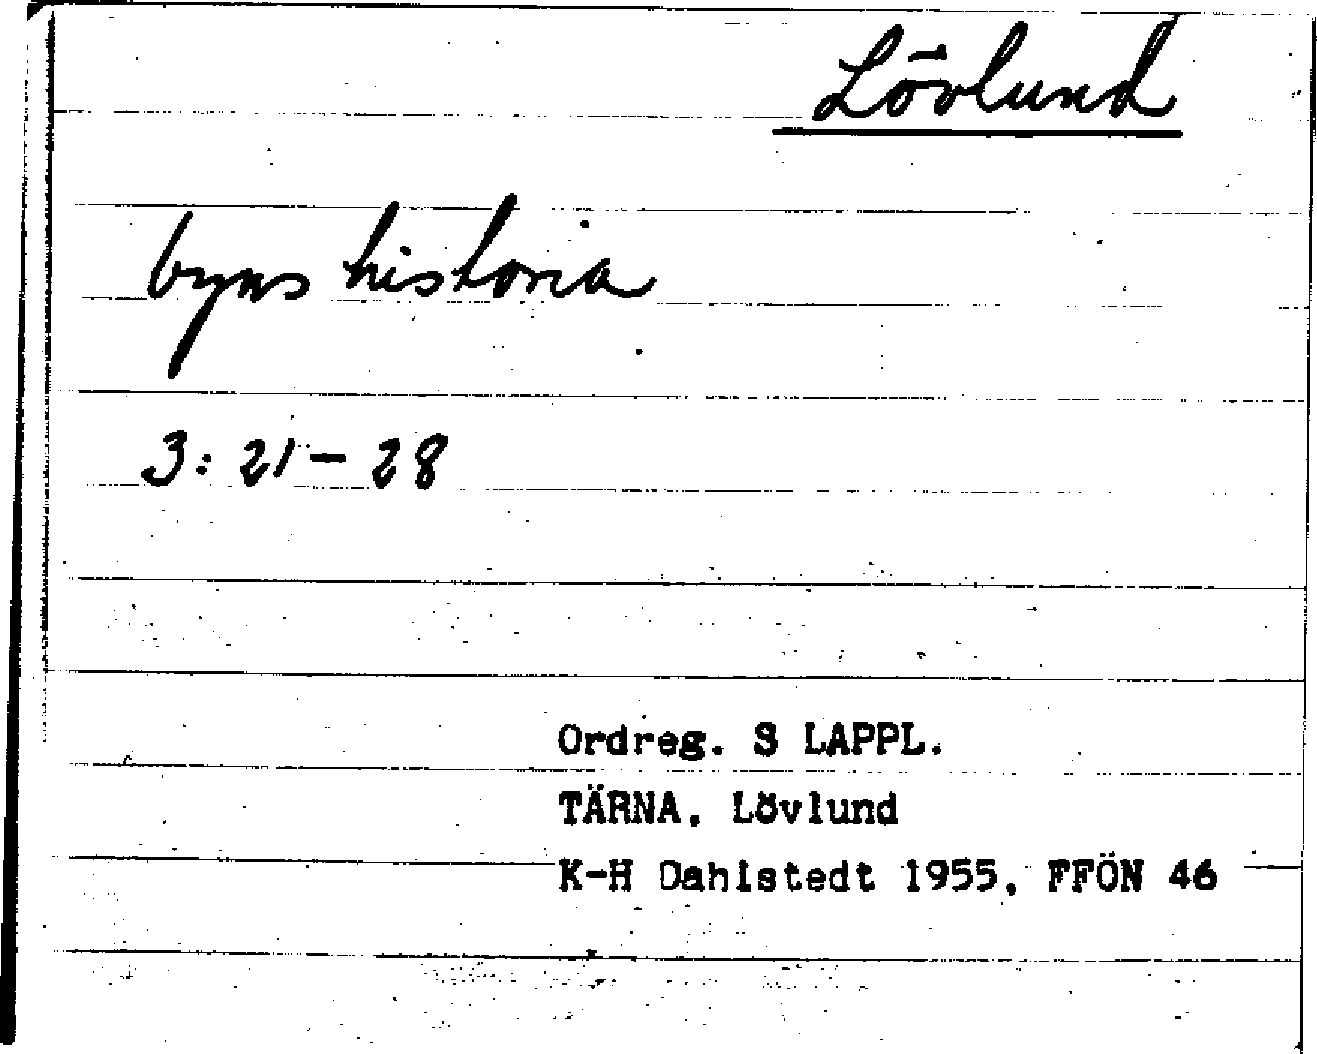 Lövlund
byns historia
3: 21-28
Ordreg. S LAPPL.
TÄRNA. Lövlund
K-H Dahlstedt 1955. FFÖN 46